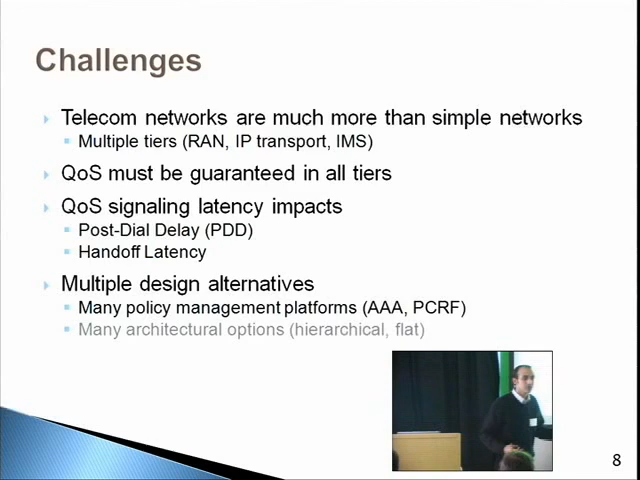 Challenges
Telecom networks are much more than simple networks
Multiple tiers (RAN, IP transport, IMS)
QoS must be guaranteed in all tiers
QoS signaling latency impacts
Post-Dial Delay (PDD)
Handoff Latency
Multiple design alternatives
Many policy management platforms (AAA, PCRF)
Many architectural options (hierarchical, flat)
8